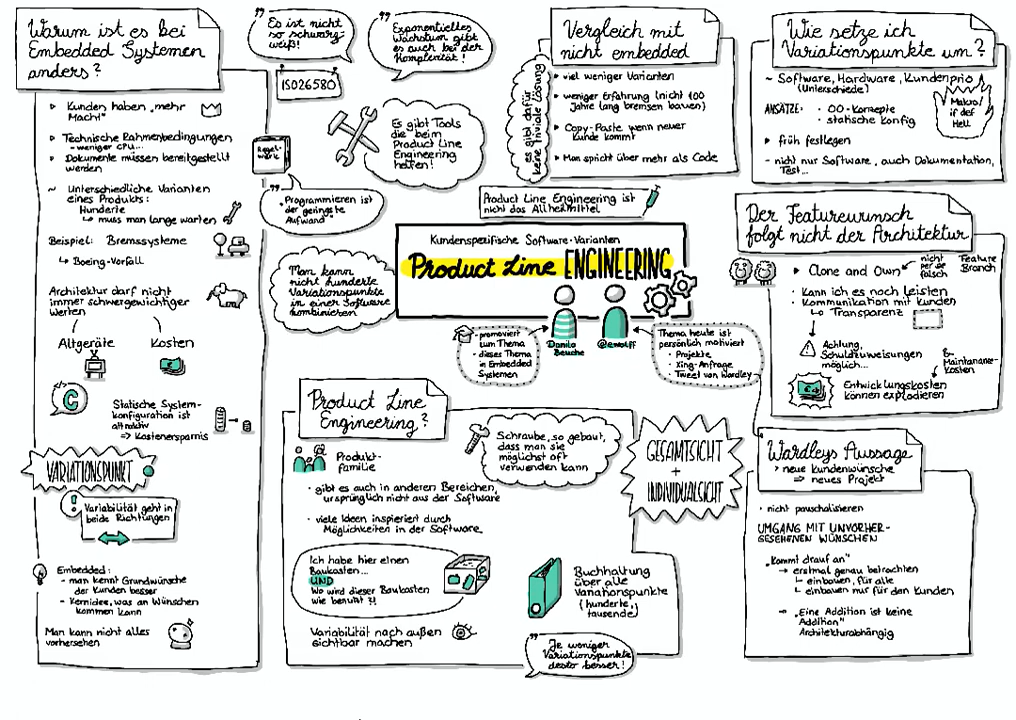 Warum ist es bei
Embedded Systemen
anders?
▹ Kunden haben „mehr
Macht"
▹ Technische Rahmenbedingungen
- weniger CPU...
▹ Dokumente müssen bereitgestellt
werden
~ Unterschiedliche Varianten
eines Produkts:
Hunderte
↳ muss man lange warten
Beispiel: Bremssysteme
↳ Boeing-Vorfall
Architektur darf nicht
immer schwergewichtiger
werden
Altgeräte
Kosten
C
Statische System-
konfiguration ist
attraktiv
⇒ Kostenersparnis
VARIATIONSPUNKT
!
Variabilität geht in
beide Richtungen
Embedded:
- man kennt Grundwünsche
der Kunden besser
- Kernidee, was an Wünschen
kommen kann
Man kann nicht alles
vorhersehen
Es ist nicht
so schwarz-
weiß!
ISO26580
Exponentielles
Wachstum gibt
es auch bei der
Komplexität!
Regel-
werk
Es gibt Tools
die beim
Product Line
Engineering
helfen!
„Programmieren ist
der geringste
Aufwand"
Man kann
nicht hunderte
Variationspunkte
in einer Software
kombinieren
Vergleich mit
nicht embedded
es gibt dafür
keine triviale Lösung
▹ viel weniger Varianten
▹ weniger Erfahrung (nicht 100
Jahre lang bremsen bauen)
▹ Copy-Paste wenn neuer
Kunde kommt
▹ Man spricht über mehr als Code
Product Line Engineering ist
nicht das Allheilmittel
Kundenspezifische Software-Varianten
Product Line ENGINEERING
Danilo
Beuche
@ewolff
- promoviert
zum Thema
- dieses Thema
in Embedded
Systemen
Thema heute ist
persönlich motiviert
• Projekte
• Xing-Anfrage
• Tweet von Wardley
Wie setze ich
Variationspunkte um?
~ Software, Hardware, Kundenprio
(Unterschiede)
ANSÄTZE: • OO-Konzepte
• statische Konfig
Makro/
if def
Hell
▸ früh festlegen
- nicht nur Software, auch Dokumentation,
Test...
Der Featurewunsch
folgt nicht der Architektur
▸ Clone and Own
nicht
per se
falsch
Feature
Branch
• Kann ich es noch leisten
• Kommunikation mit Kunden
↳ Transparenz
Achtung,
Schuldzuweisungen
möglich...
&-
Maintanance-
Kosten
Entwicklungskosten
können explodieren
Product Line
Engineering?
Produkt-
familie
Schraube, so gebaut,
dass man sie
möglichst oft
verwenden kann
• gibt es auch in anderen Bereichen,
ursprünglich nicht aus der Software
• viele Ideen inspiriert durch
Möglichkeiten in der Software
Ich habe hier einen
Baukasten...
UND
Wo wird dieser Baukasten
wie benutzt?!
Variabilität nach außen
sichtbar machen
Buchhaltung
über alle
Variationspunkte
(hunderte,
tausende)
Je weniger
Variationspunkte
desto besser!
GESAMTSICHT
+
INDIVIDUALSICHT
Wardleys Aussage
> neue Kundenwünsche
⇒ neues Projekt
• nicht pauschalisieren
UMGANG MIT UNVORHER-
GESEHENEN WÜNSCHEN
„Kommt drauf an"
→ erstmal genau betrachten
↳ einbauen, für alle
↳ einbauen nur für den Kunden
→ „Eine Addition ist keine
Addition"
Architekturabhängig